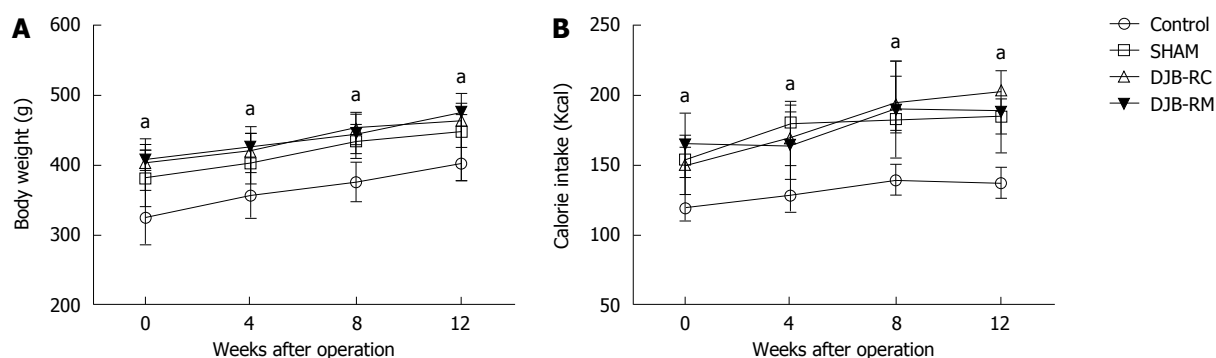 A
600
500
400
300
200
Body weight (g)
a
a
a
a
0
4
8
12
Weeks after operation
B
250
200
150
100
50
Calorie intake (Kcal)
a
a
a
a
0
4
8
12
Weeks after operation
Control
SHAM
DJB-RC
DJB-RM